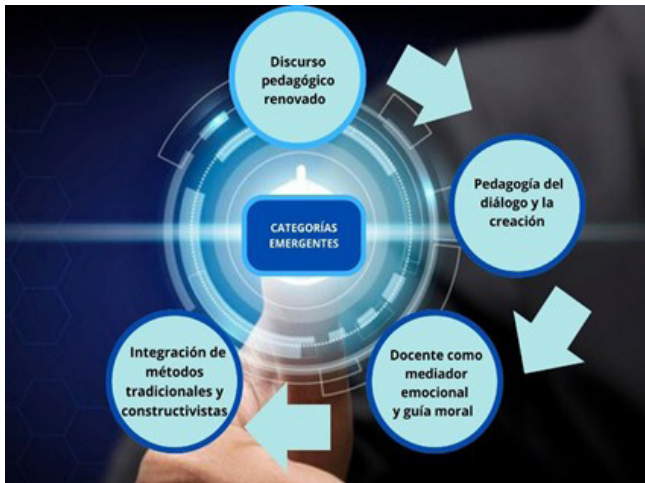 Discurso
pedagógico
renovado
Pedagogía del
diálogo y la
creación
CATEGORÍAS
EMERGENTES
Integración de
métodos
tradicionales y
constructivistas
Docente como
mediador
emocional
y guía moral